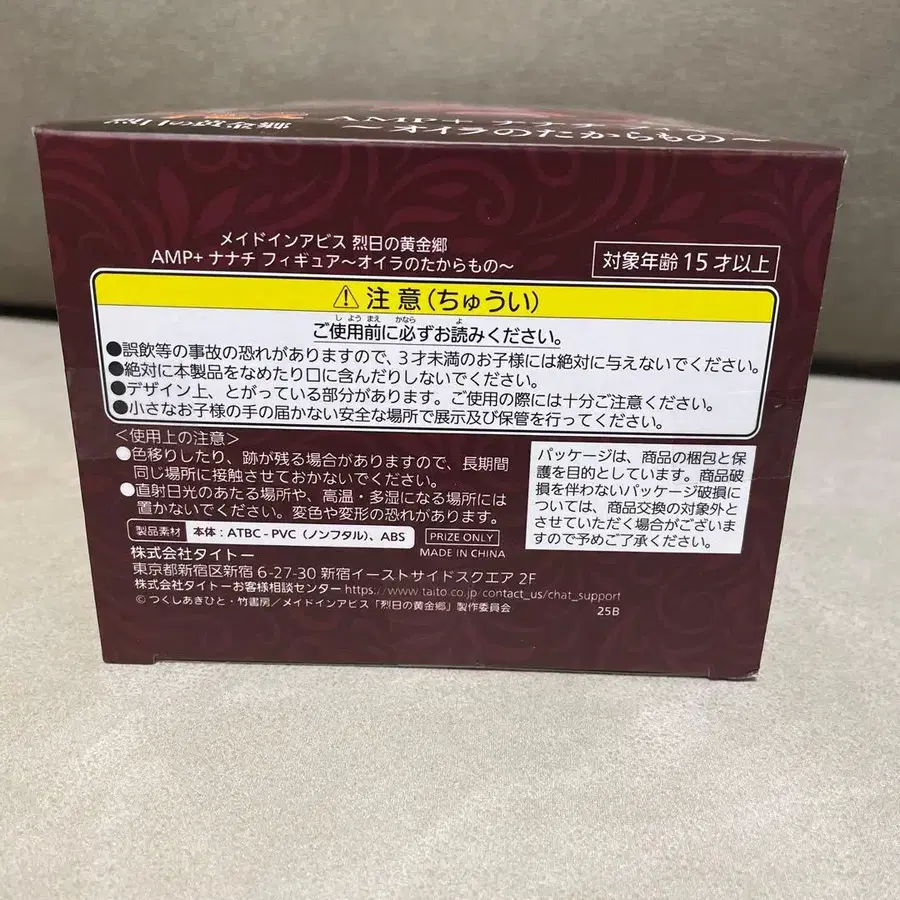 烈日の黄金郷
AMP+ ナナチ
～オイラのたからもの～
メイドインアビス 烈日の黄金郷
AMP+ ナナチ フィギュア～オイラのたからもの～
対象年齢 15 才以上
注意(ちゅうい)
ご使用前に必ずお読みください。
●誤飲等の事故の恐れがありますので、3才未満のお子様には絶対に与えないでください。
●絶対に本製品をなめたり口に含んだりしないでください。
●デザイン上、とがっている部分があります。ご使用の際には十分ご注意ください。
●小さなお子様の手の届かない安全な場所で展示及び保管を行ってください。
＜使用上の注意＞
●色移りしたり、跡が残る場合がありますので、長期間
同じ場所に接触させておかないでください。
●直射日光のあたる場所や、高温・多湿になる場所には
置かないでください。変色や変形の恐れがあります。
パッケージは、商品の梱包と保
護を目的としています。商品破
損を伴わないパッケージ破損に
ついては、商品交換の対象外と
させていただく場合がございま
すので予めご了承ください。
製品素材 本体：ATBC-PVC（ノンフタル）、ABS
PRIZE ONLY
MADE IN CHINA
株式会社タイトー
東京都新宿区新宿 6-27-30 新宿イーストサイドスクエア 2F
株式会社タイトーお客様相談センター https://www.taito.co.jp/contact_us/chat_support
© つくしあきひと・竹書房／メイドインアビス「烈日の黄金郷」製作委員会
25B